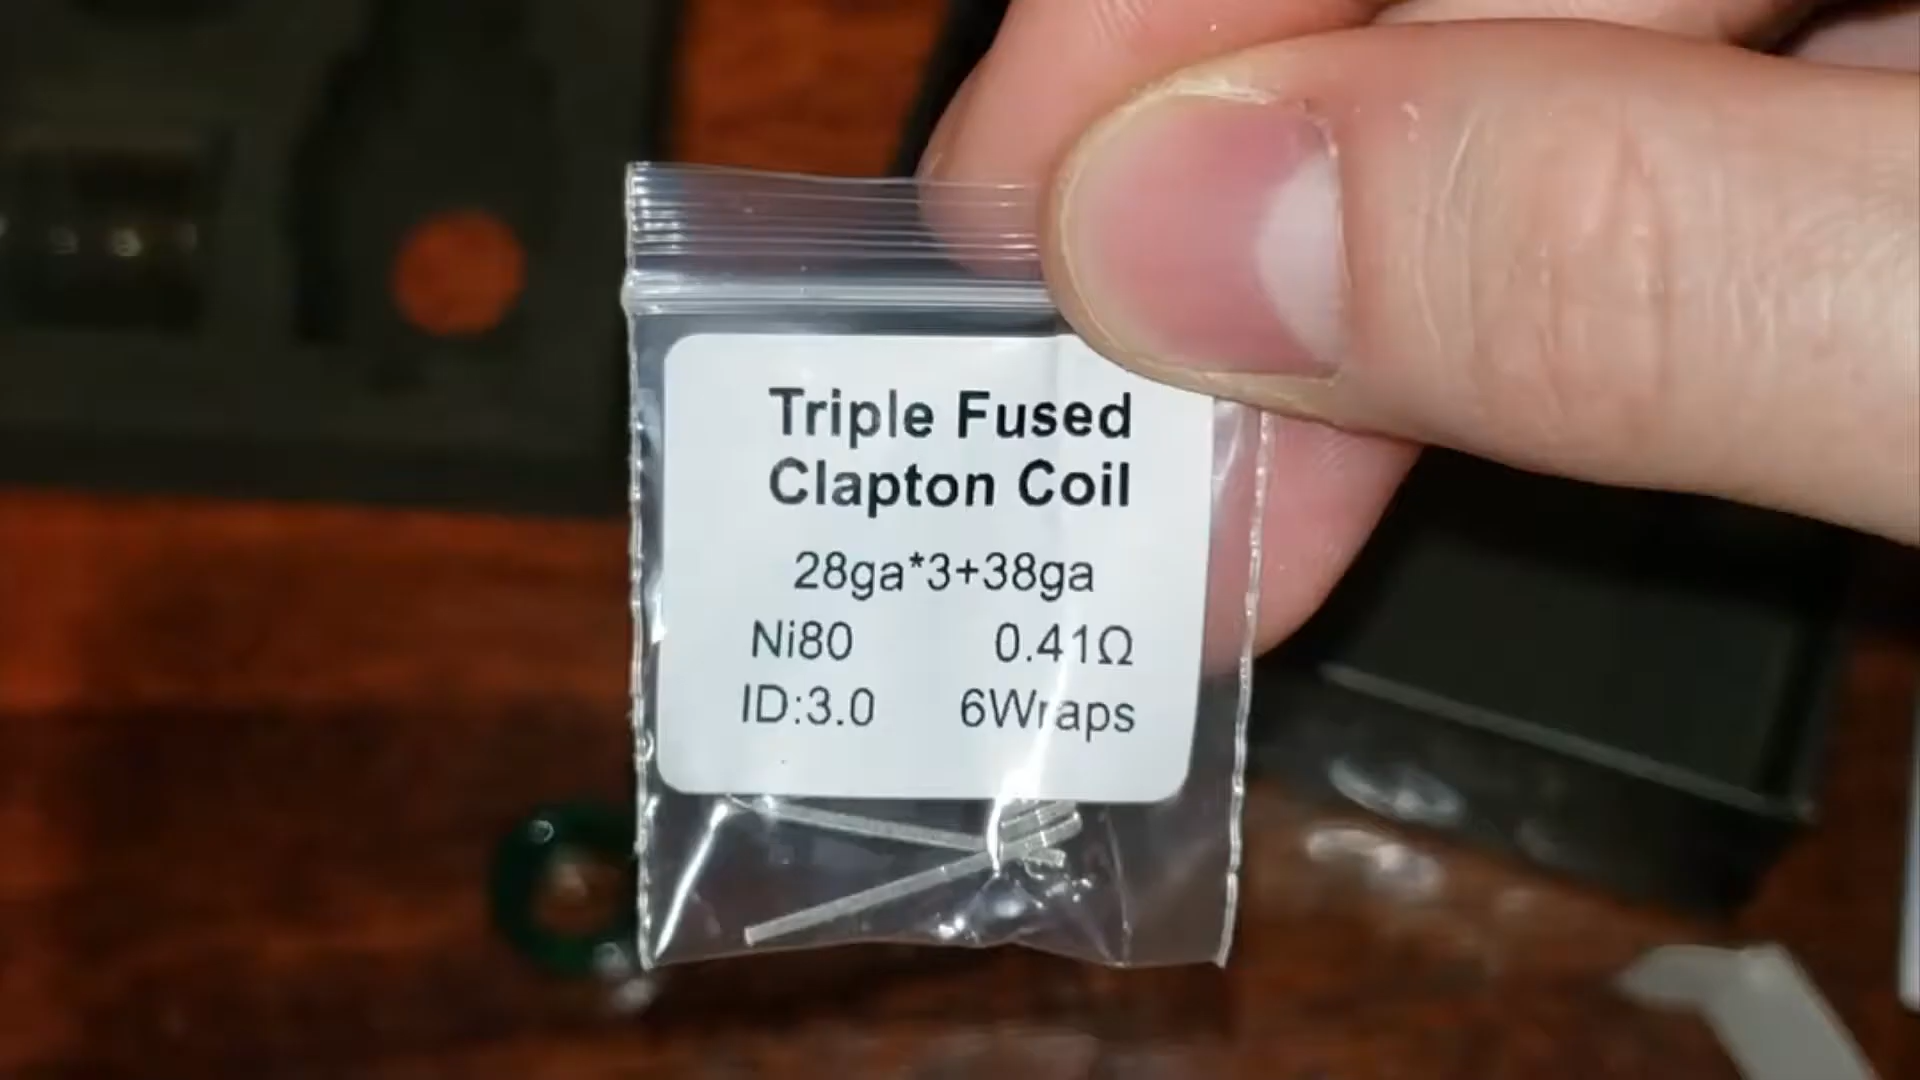 Triple Fused
Clapton Coil
28ga*3+38ga
Ni80 0.41Ω
ID:3.0 6Wraps